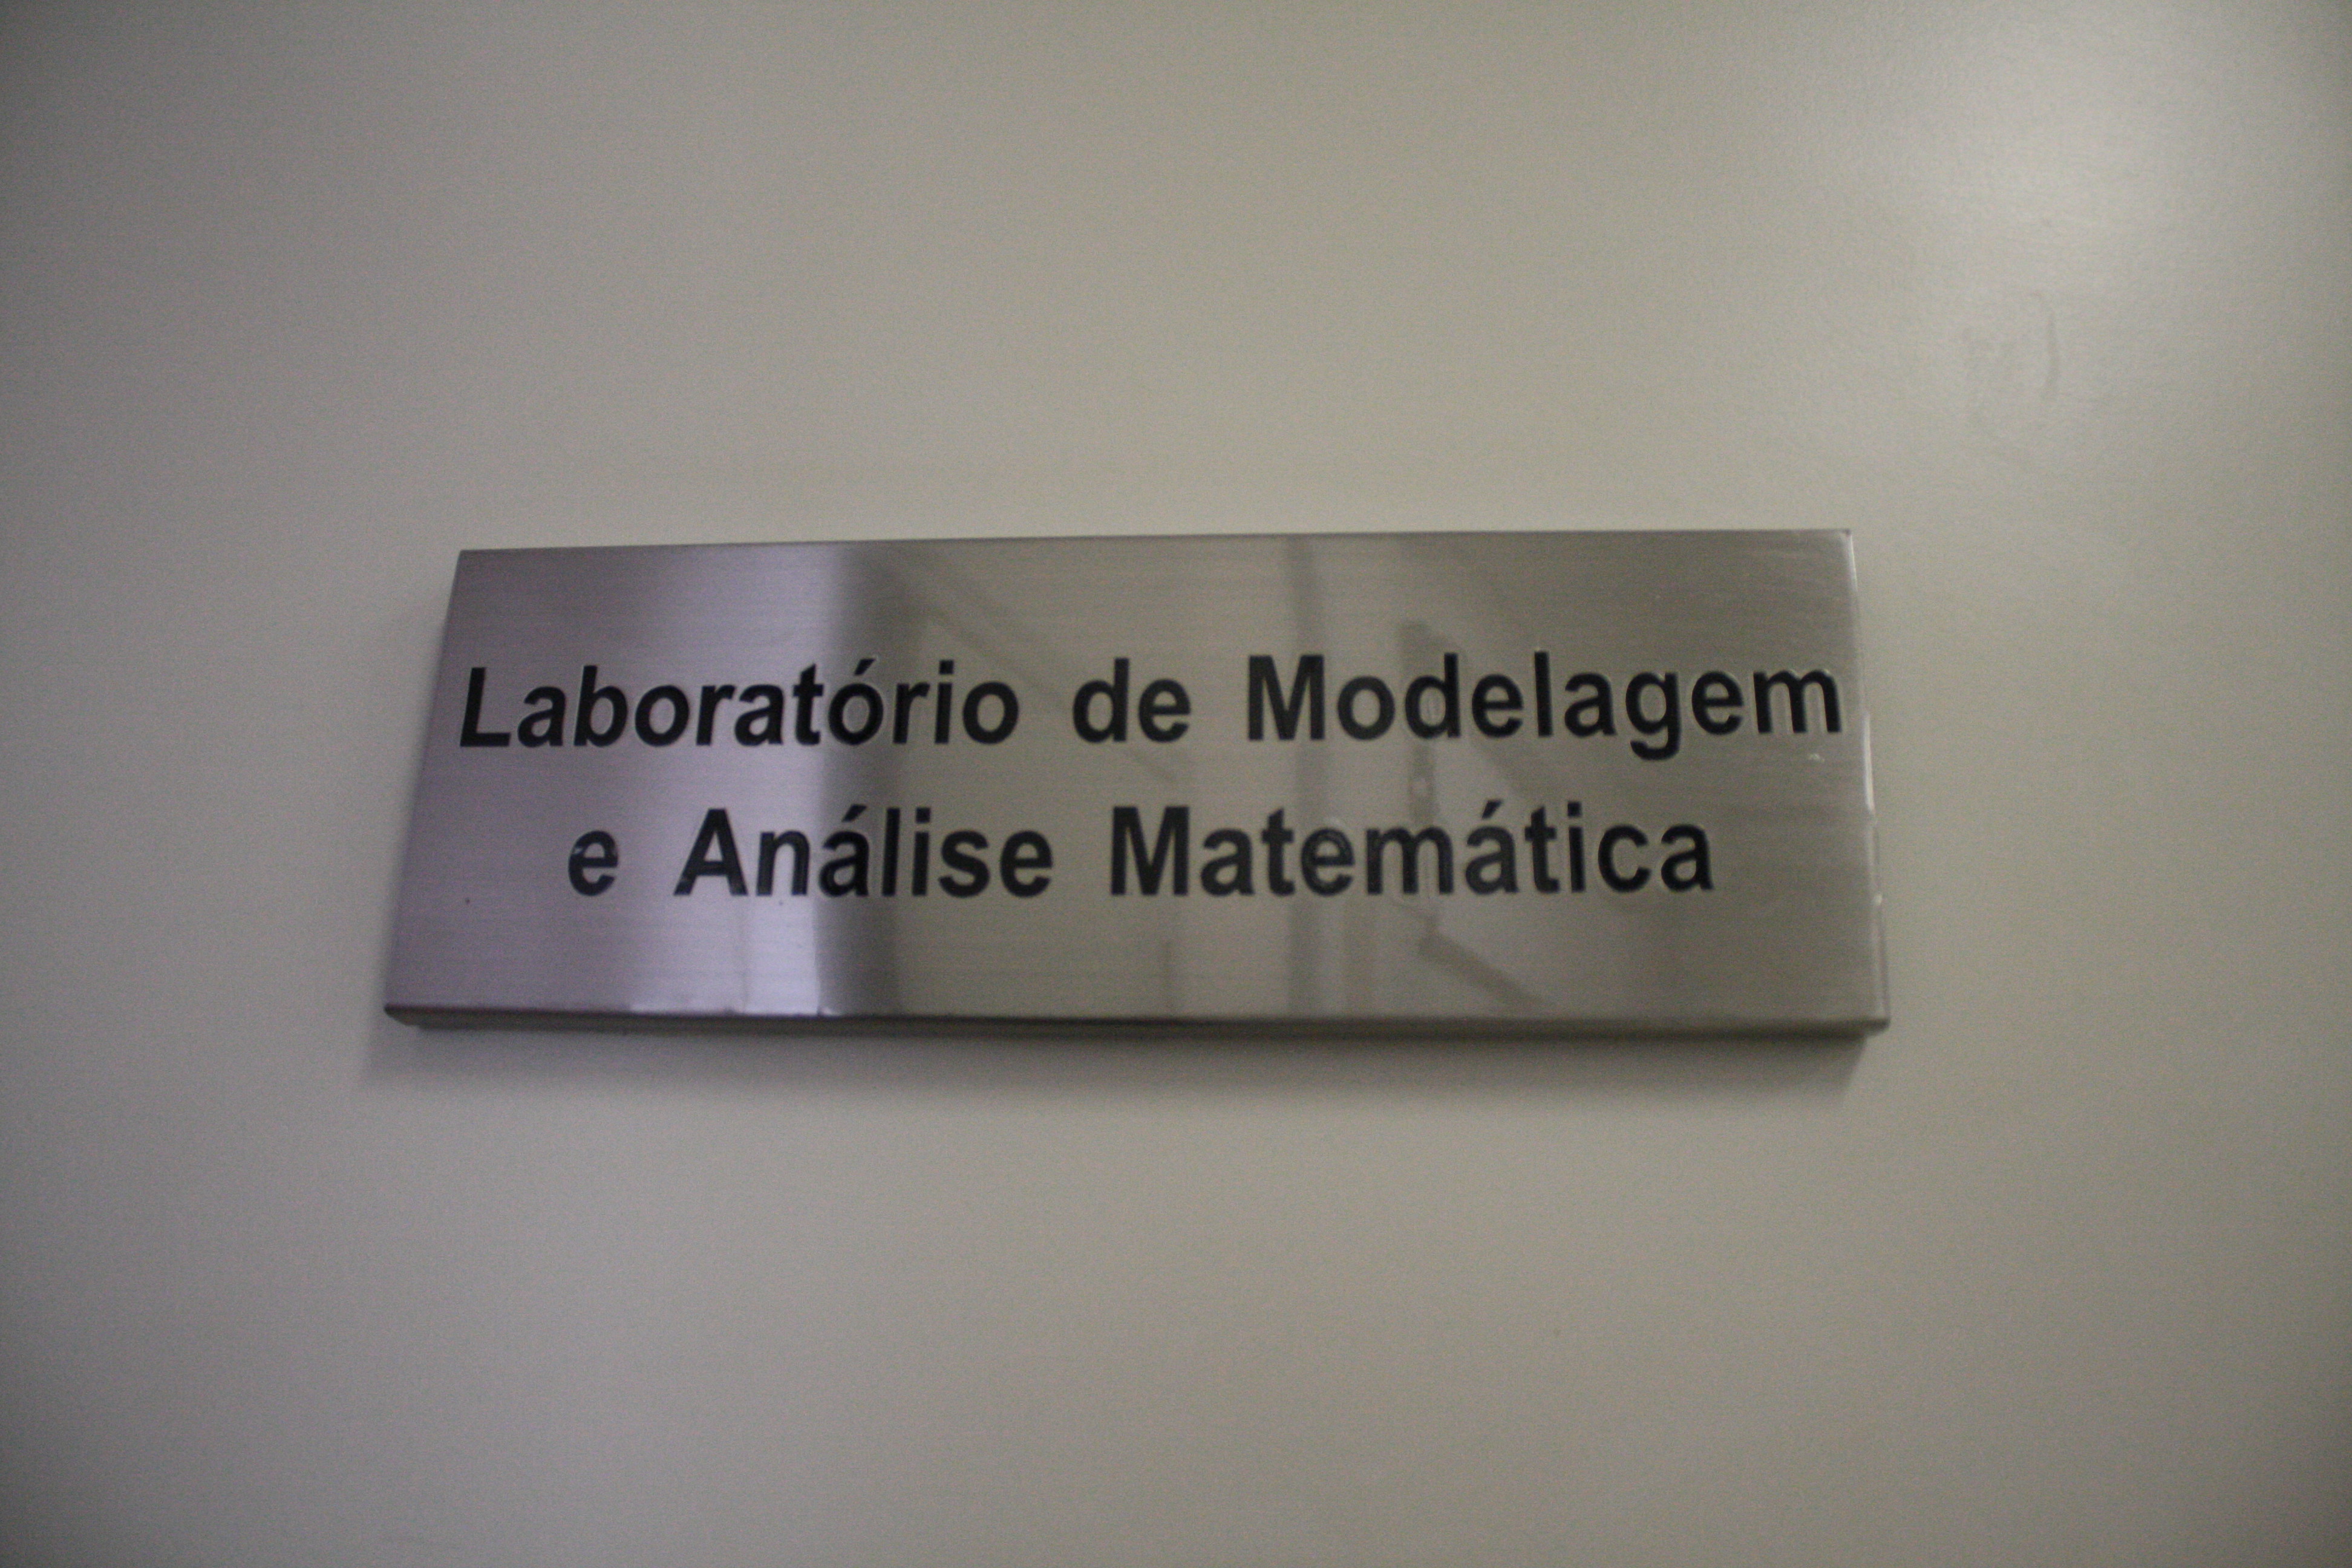 Laboratório de Modelagem
e Análise Matemática